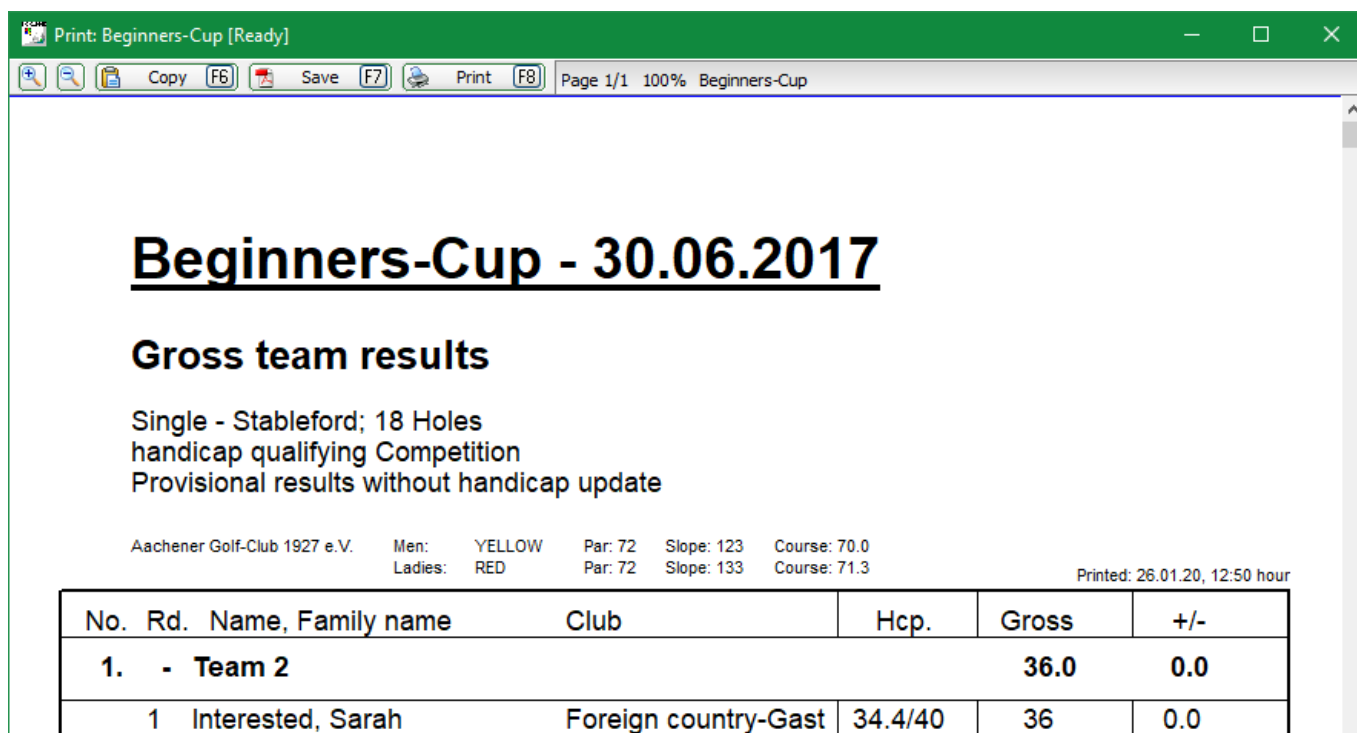 Print: Beginners-Cup [Ready]
Copy F6 Save F7 Print F8 Page 1/1 100% Beginners-Cup
Beginners-Cup - 30.06.2017
Gross team results
Single - Stableford; 18 Holes
handicap qualifying Competition
Provisional results without handicap update
Aachener Golf-Club 1927 e.V. Men: YELLOW Par: 72 Slope: 123 Course: 70.0
Ladies: RED Par: 72 Slope: 133 Course: 71.3
Printed: 26.01.20, 12:50 hour
No. Rd. Name, Family name Club Hcp. Gross +/-
1. - Team 2 36.0 0.0
1 Interested, Sarah Foreign country-Gast 34.4/40 36 0.0